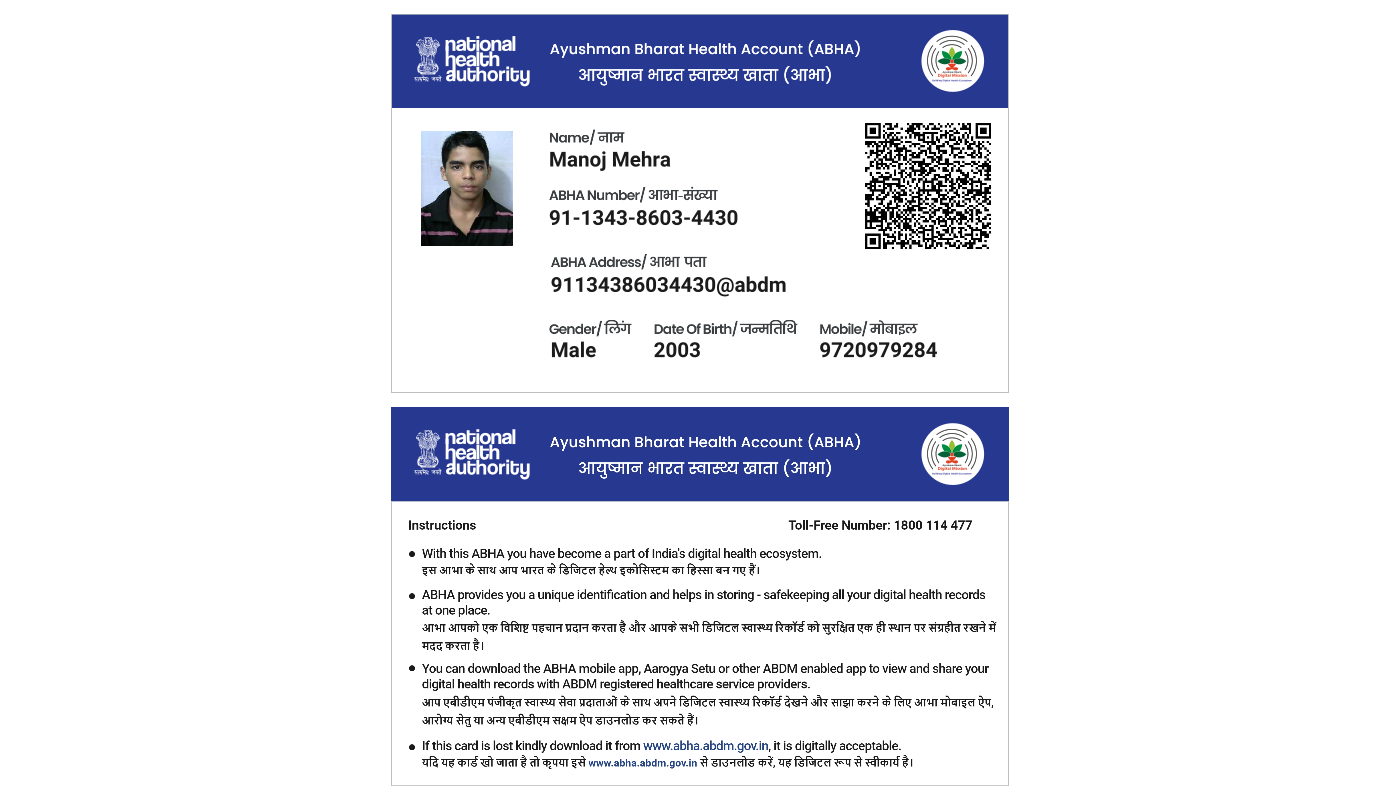 national
health
authority
सत्यमेव जयते
Ayushman Bharat Health Account (ABHA)
आयुष्मान भारत स्वास्थ्य खाता (आभा)
Digital Mission
Name/ नाम
Manoj Mehra
ABHA Number/ आभा-संख्या
91-1343-8603-4430
ABHA Address/ आभा पता
91134386034430@abdm
Gender/ लिंग Date Of Birth/ जन्मतिथि Mobile/ मोबाइल
Male 2003 9720979284
national
health
authority
सत्यमेव जयते
Ayushman Bharat Health Account (ABHA)
आयुष्मान भारत स्वास्थ्य खाता (आभा)
Digital Mission
Instructions Toll-Free Number: 1800 114 477
With this ABHA you have become a part of India's digital health ecosystem.
इस आभा के साथ आप भारत के डिजिटल हेल्थ इकोसिस्टम का हिस्सा बन गए हैं।
ABHA provides you a unique identification and helps in storing - safekeeping all your digital health records
at one place.
आभा आपको एक विशिष्ट पहचान प्रदान करता है और आपके सभी डिजिटल स्वास्थ्य रिकॉर्ड को सुरक्षित एक ही स्थान पर संग्रहीत रखने में
मदद करता है।
You can download the ABHA mobile app, Aarogya Setu or other ABDM enabled app to view and share your
digital health records with ABDM registered healthcare service providers.
आप एबीडीएम पंजीकृत स्वास्थ्य सेवा प्रदाताओं के साथ अपने डिजिटल स्वास्थ्य रिकॉर्ड देखने और साझा करने के लिए आभा मोबाइल ऐप,
आरोग्य सेतु या अन्य एबीडीएम सक्षम ऐप डाउनलोड कर सकते हैं।
If this card is lost kindly download it from www.abha.abdm.gov.in, it is digitally acceptable.
यदि यह कार्ड खो जाता है तो कृपया इसे www.abha.abdm.gov.in से डाउनलोड करें, यह डिजिटल रूप से स्वीकार्य है।